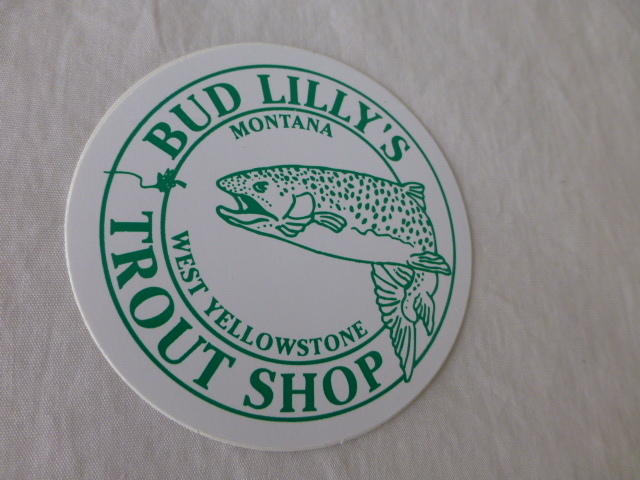 BUD LILLY'S
MONTANA
WEST YELLOWSTONE
TROUT SHOP